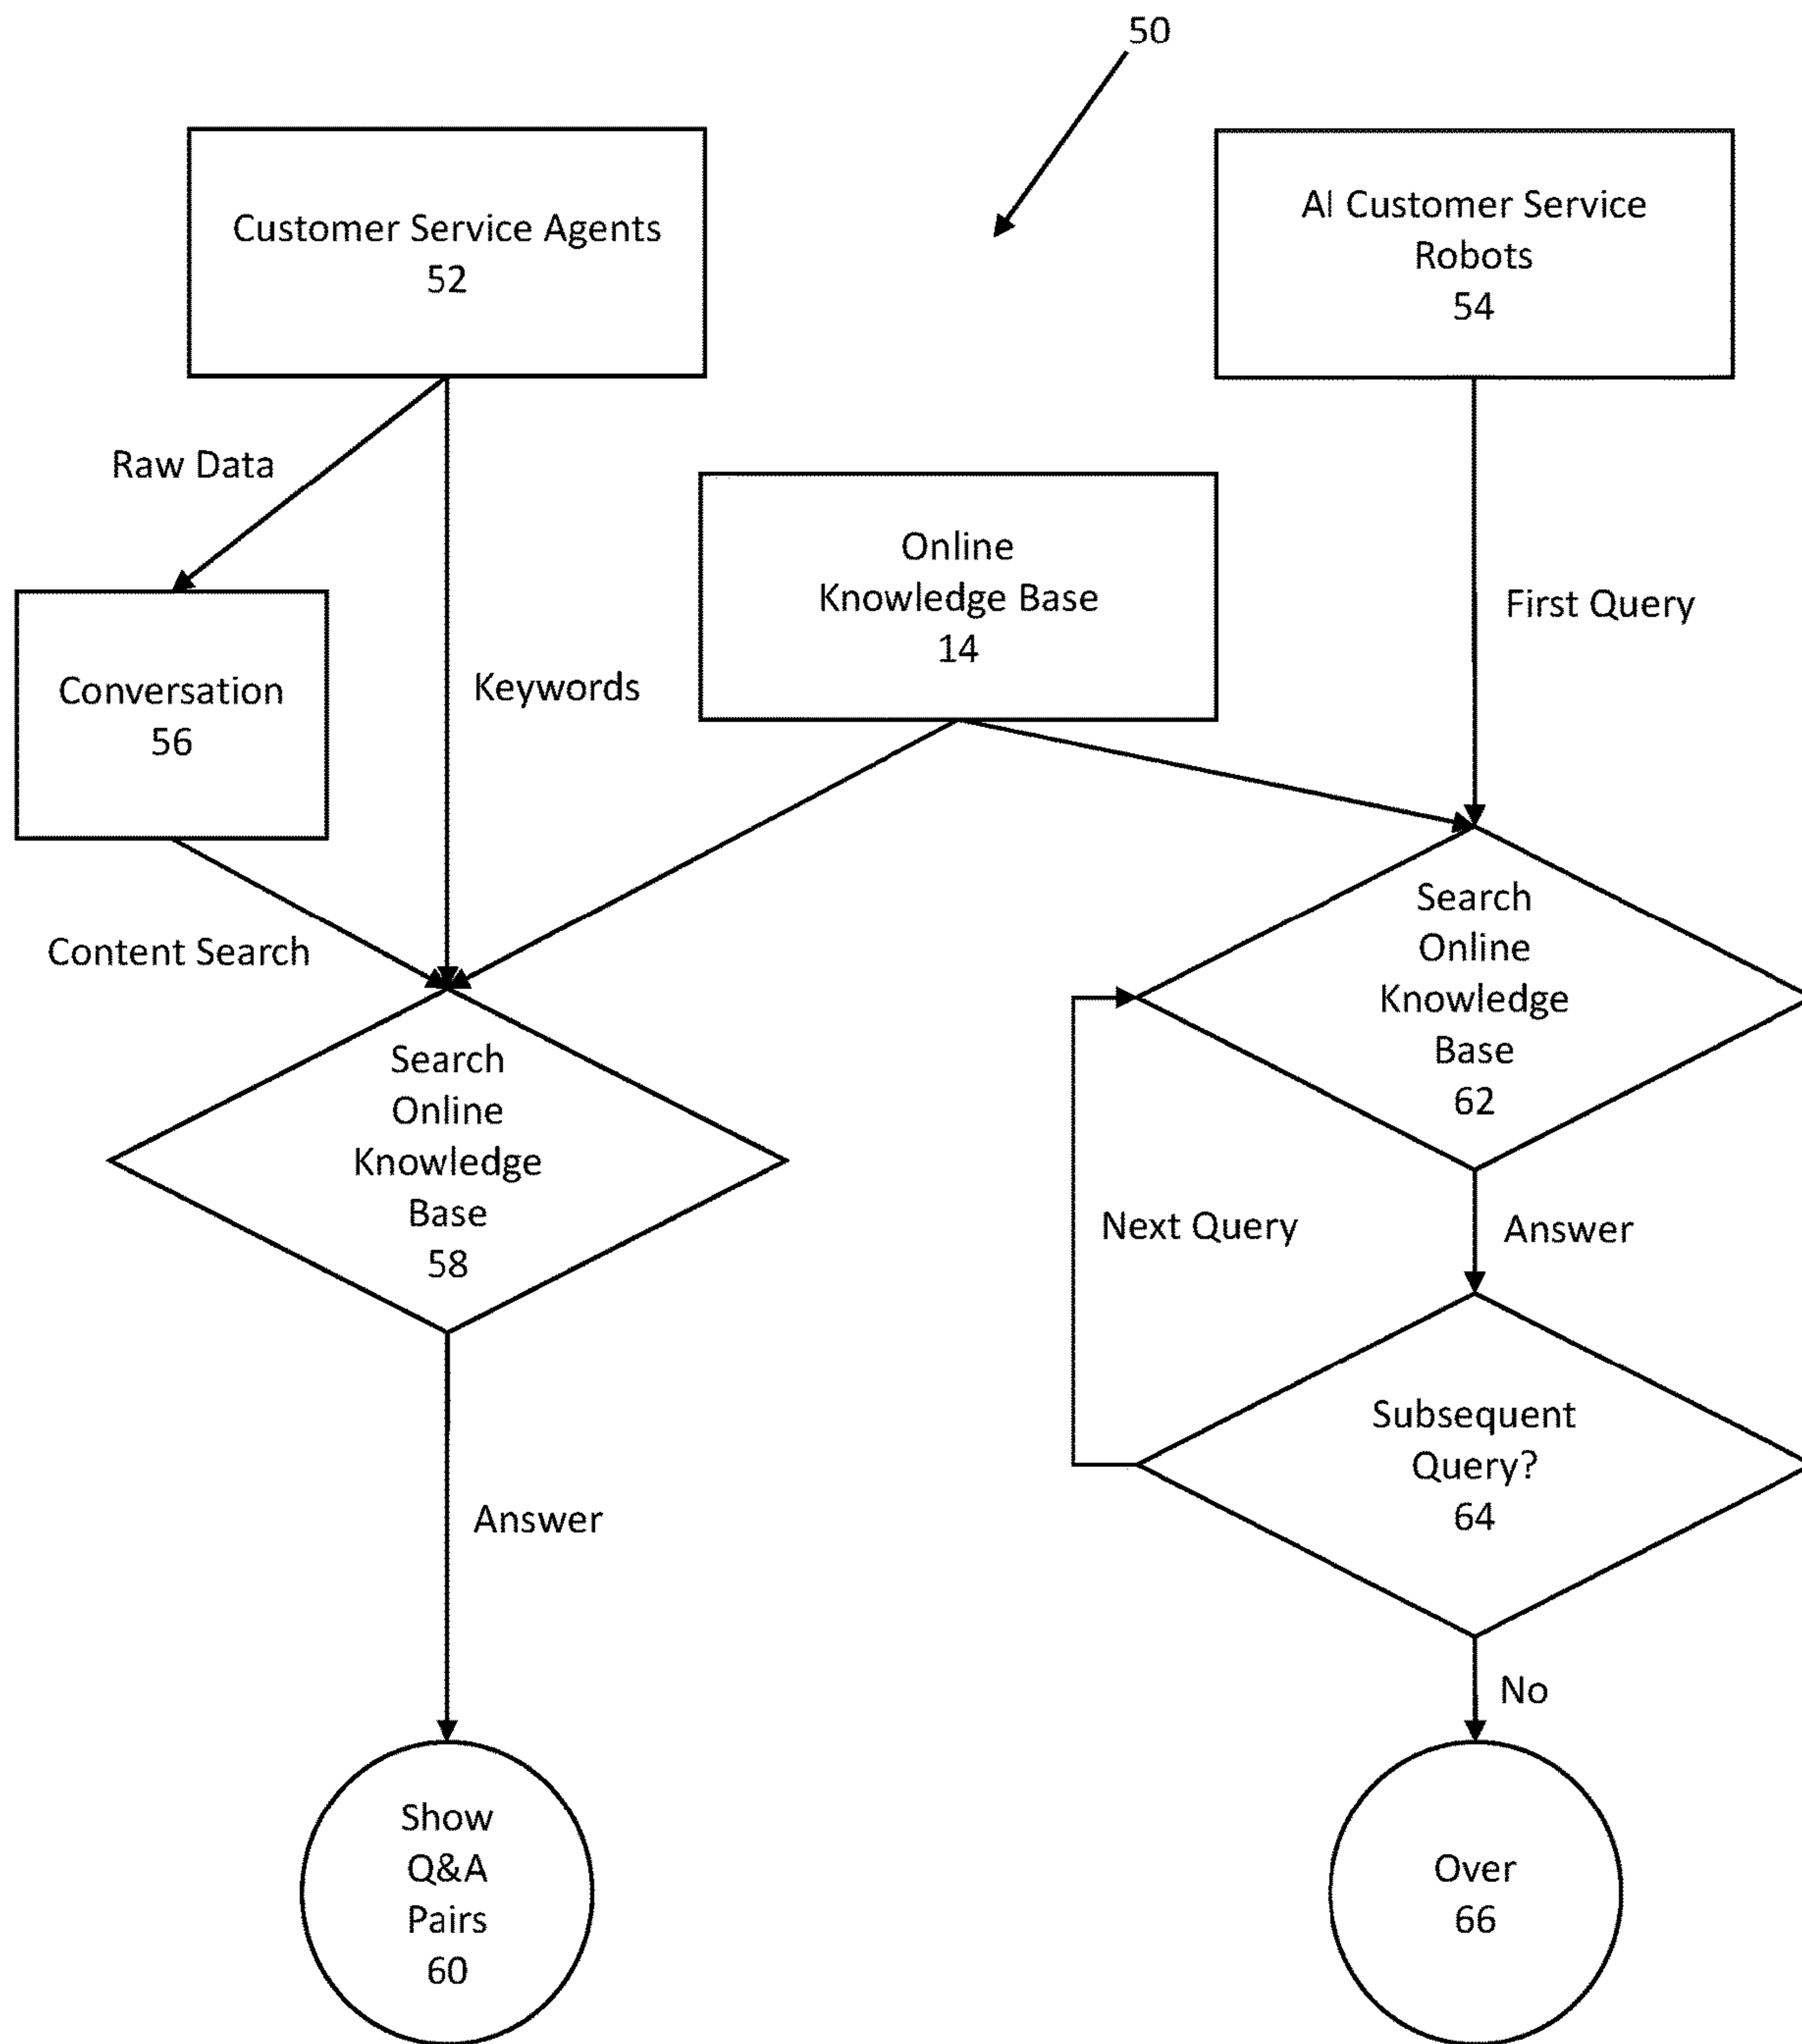 50
Customer Service Agents
52
AI Customer Service
Robots
54
Raw Data
Online
Knowledge Base
14
First Query
Conversation
56
Keywords
Content Search
Search
Online
Knowledge
Base
62
Search
Online
Knowledge
Base
58
Next Query
Answer
Subsequent
Query?
64
Answer
No
Show
Q&A
Pairs
60
Over
66